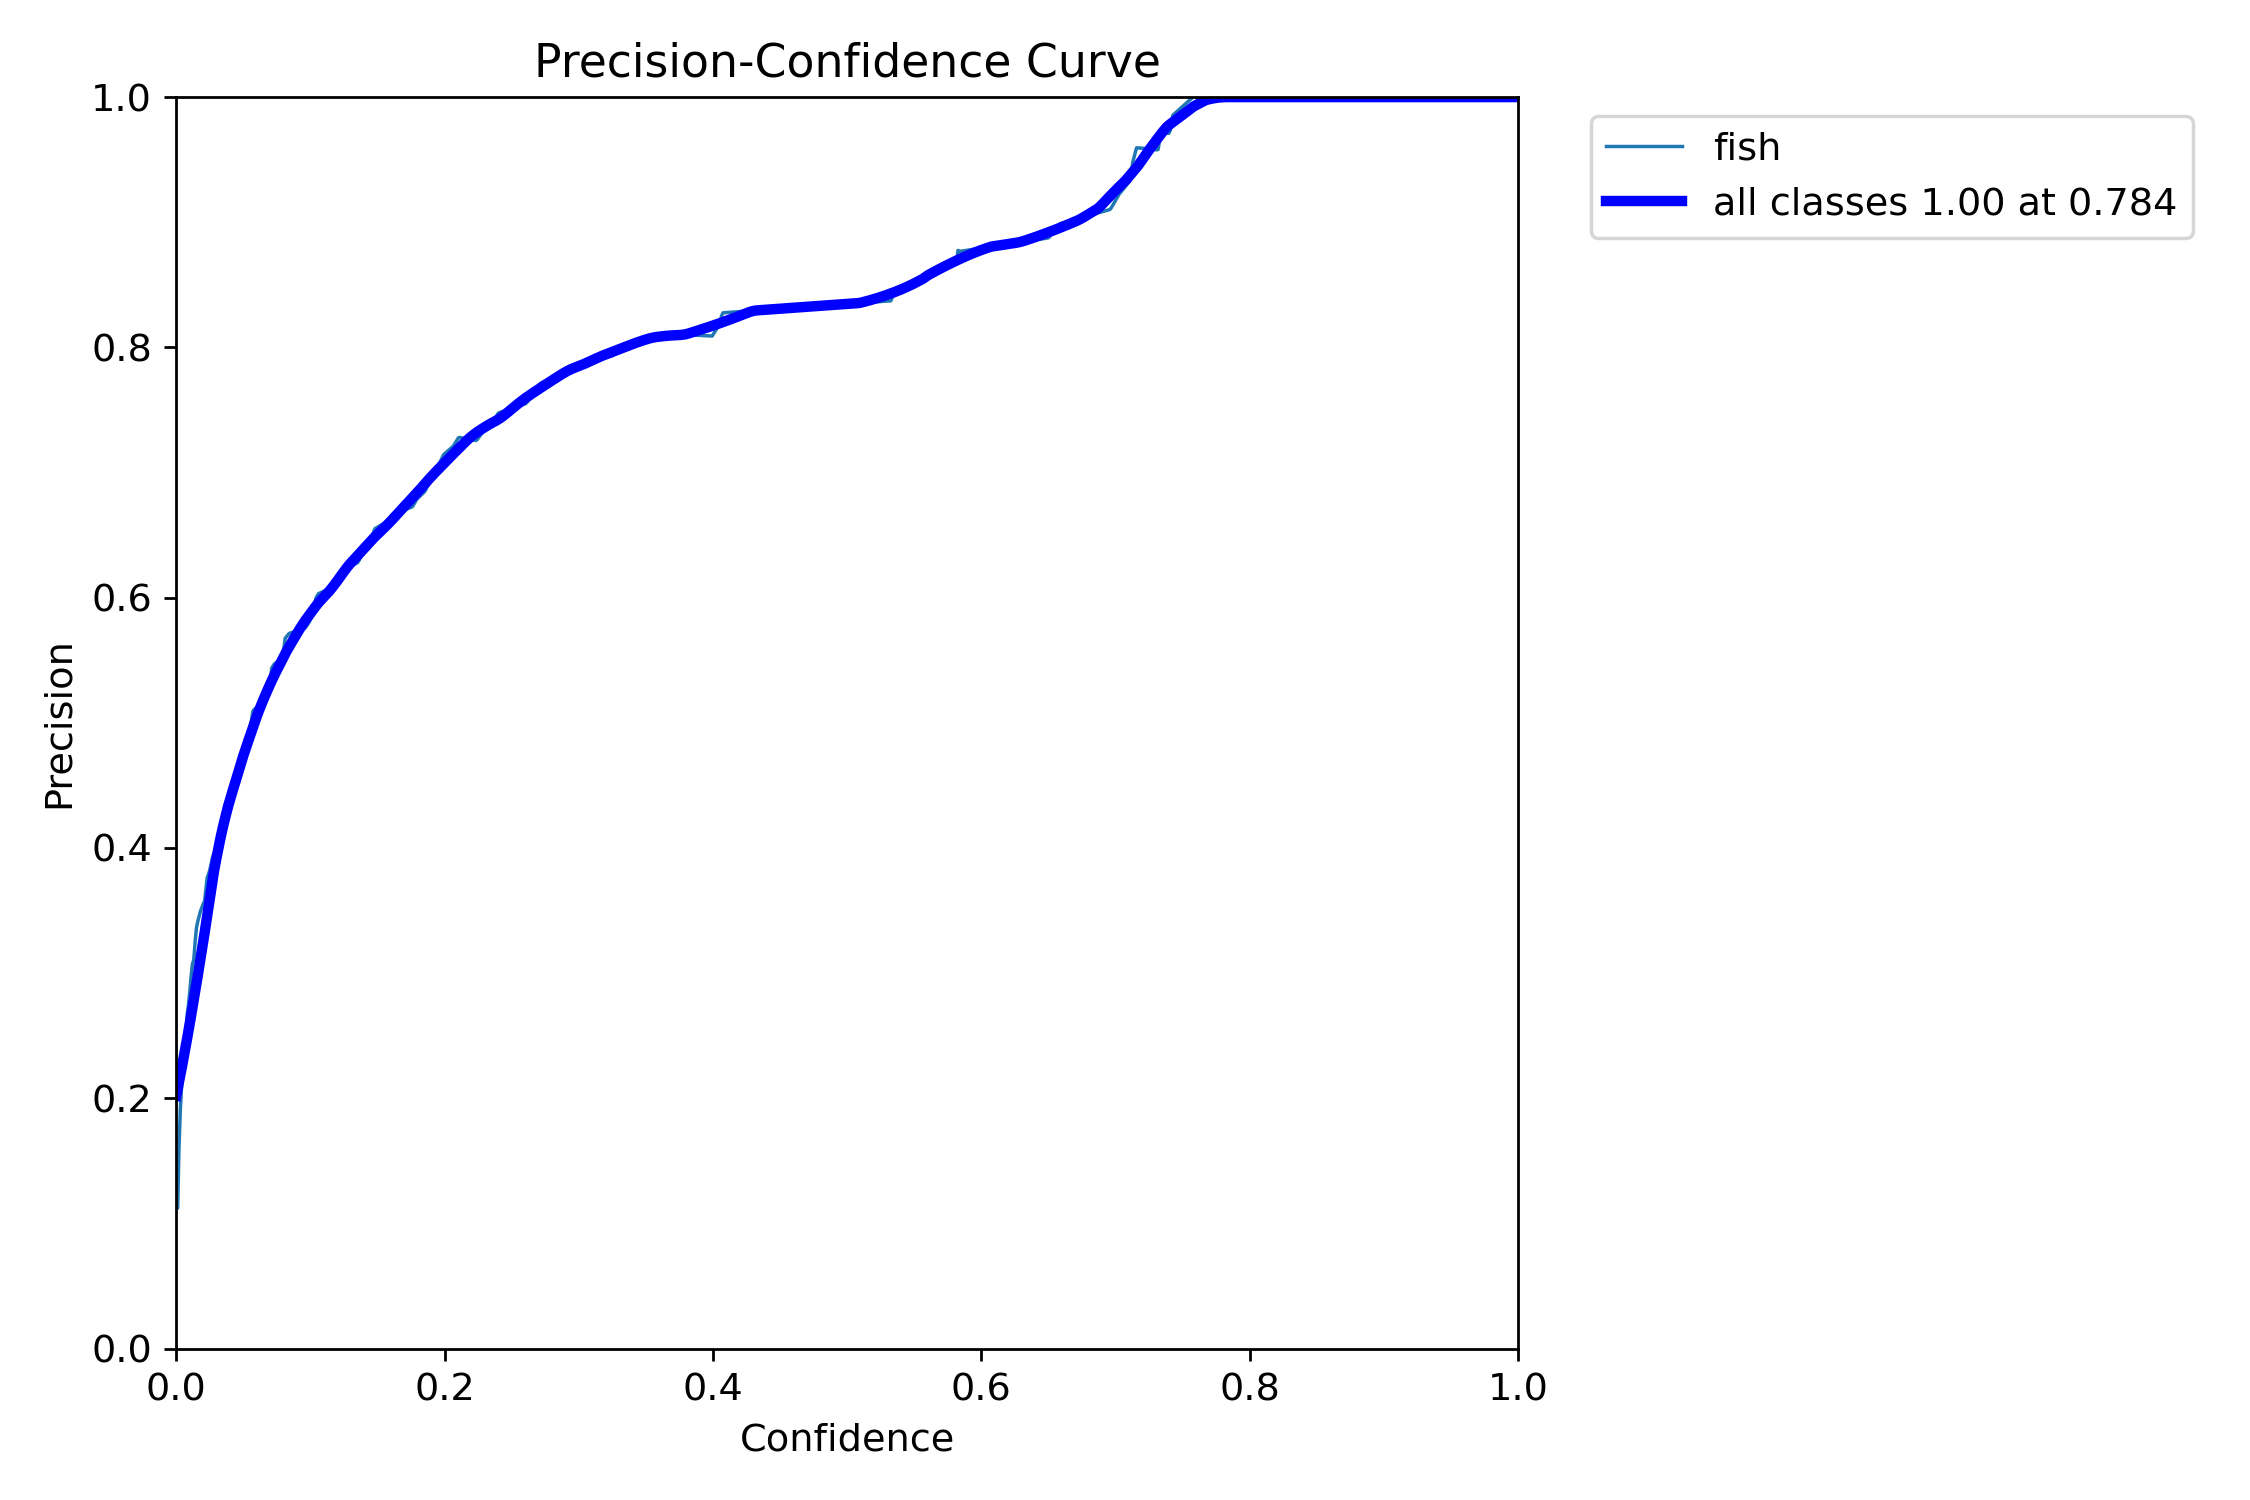 Precision-Confidence Curve
1.0
0.8
0.6
0.4
0.2
0.0
Precision
0.0 0.2 0.4 0.6 0.8 1.0
Confidence
fish
all classes 1.00 at 0.784